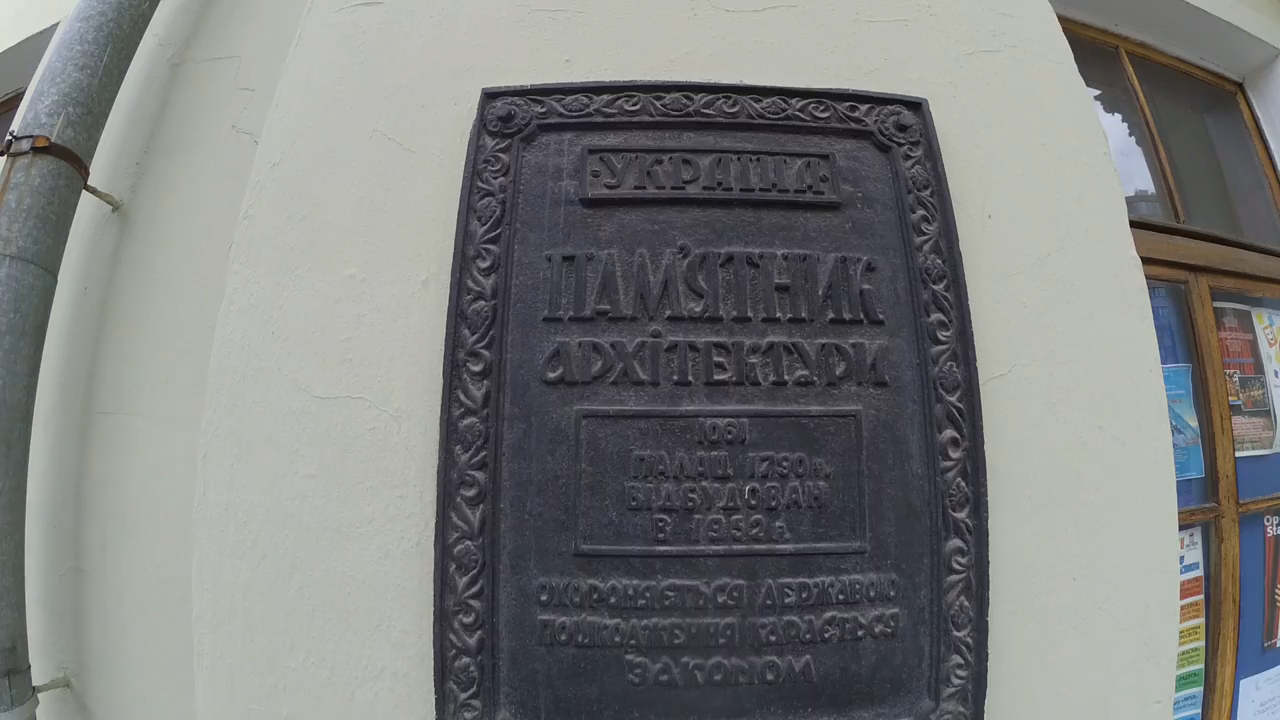 ·УКРАЇНА·
ПАМ'ЯТНИК
АРХІТЕКТУРИ
1061
ПАЛАЦ 1790 р.
ВІДБУДОВАН
В 1952 р.
ОХОРОНЯЄТЬСЯ ДЕРЖАВОЮ
ПОШКОДЖЕННЯ КАРАЄТЬСЯ
ЗАКОНОМ